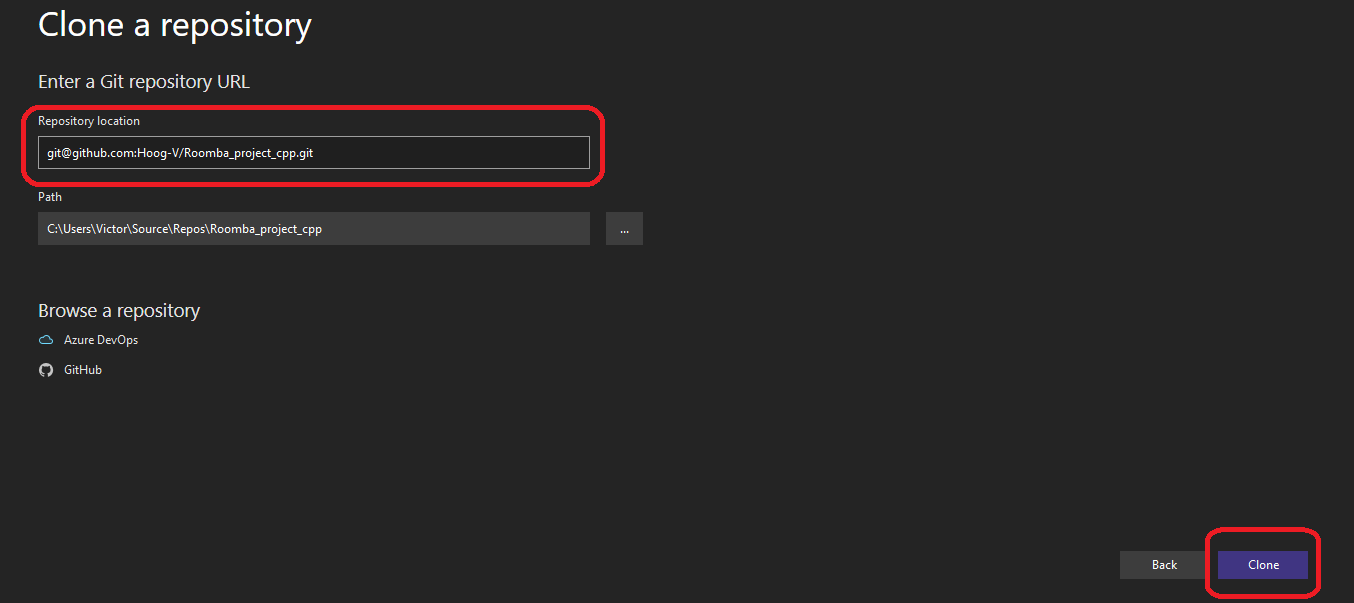 Clone a repository
Enter a Git repository URL
Repository location
git@github.com:Hoog-V/Roomba_project_cpp.git
Path
C:\Users\Victor\Source\Repos\Roomba_project_cpp
...
Browse a repository
Azure DevOps
GitHub
Back
Clone